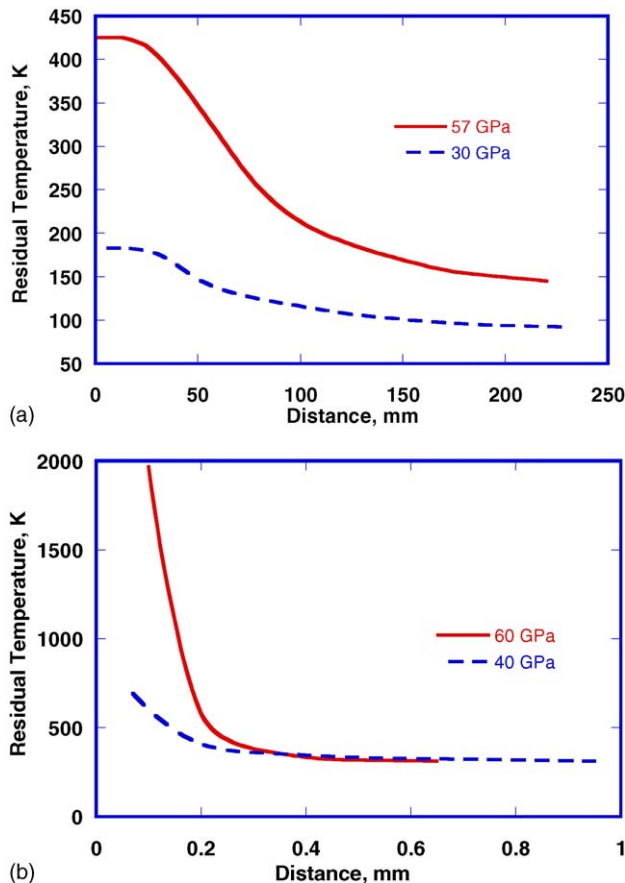 450
400
350
300
250
200
150
100
50
Residual Temperature, K
57 GPa
30 GPa
0 50 100 150 200 250
Distance, mm
(a)
2000
1500
1000
500
0
Residual Temperature, K
60 GPa
40 GPa
0 0.2 0.4 0.6 0.8 1
Distance, mm
(b)